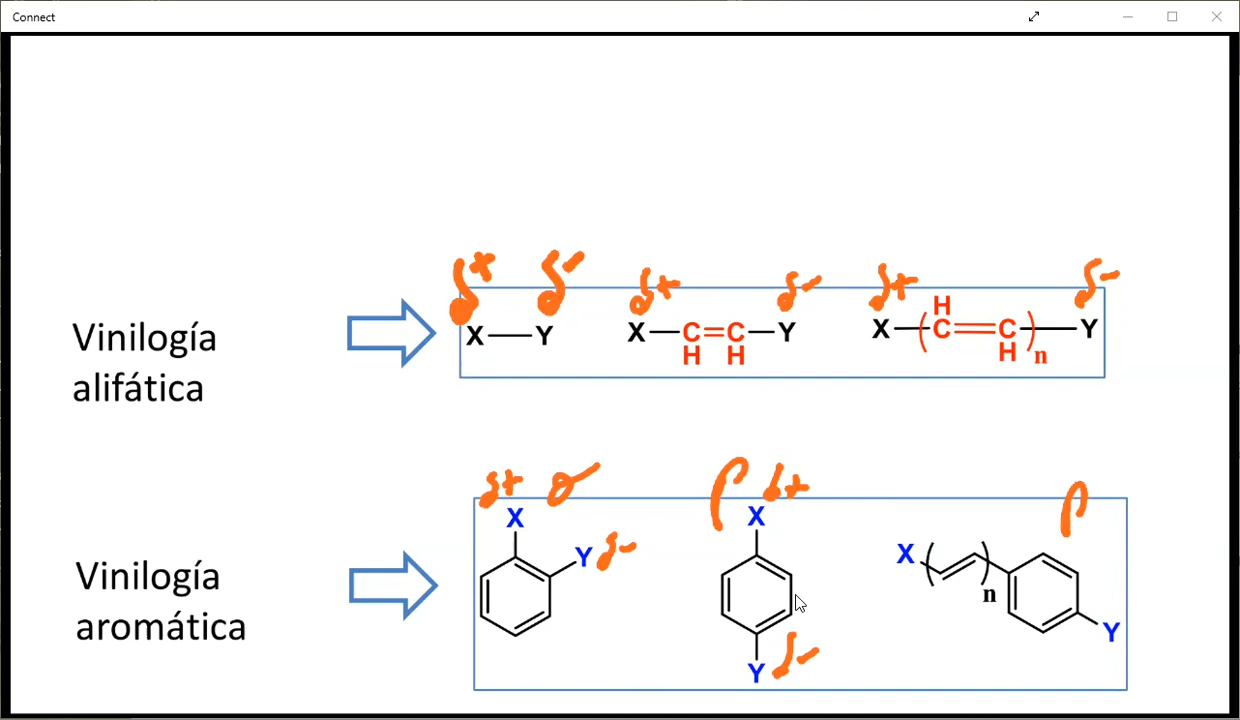 Connect
δ+ δ- δ+ δ- δ+ δ-
Vinilogía
alifática
X—Y X—C=C—Y X—(C=C)n—Y
H H H H
δ+ o p δ+ p
Vinilogía
aromática
X Y δ- X Y δ- X n Y